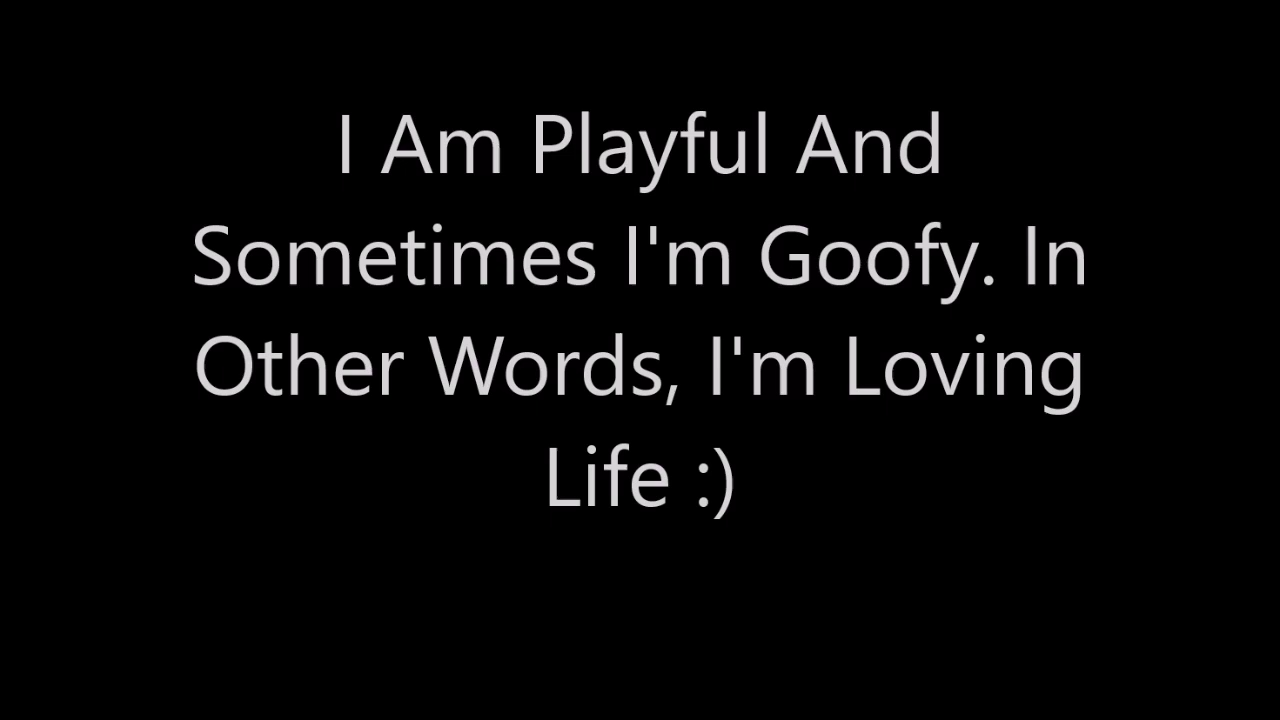 I Am Playful And
Sometimes I'm Goofy. In
Other Words, I'm Loving
Life :)